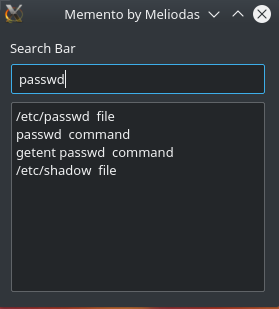 Memento by Meliodas
Search Bar
passwd
/etc/passwd  file
passwd  command
getent passwd  command
/etc/shadow  file